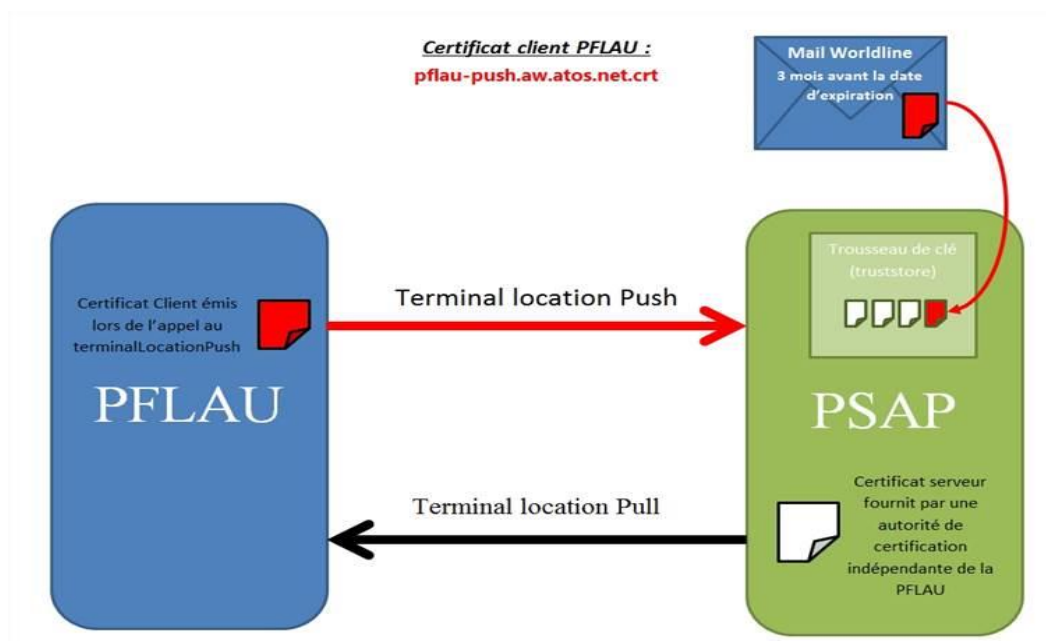 Certificat client PFLAU :
pflau-push.aw.atos.net.crt
Mail Worldline
3 mois avant la date
d'expiration
Trousseau de clé
(truststore)
Certificat Client émis
lors de l'appel au
terminalLocationPush
PFLAU
Terminal location Push
PSAP
Terminal location Pull
Certificat serveur
fournit par une
autorité de
certification
indépendante de la
PFLAU